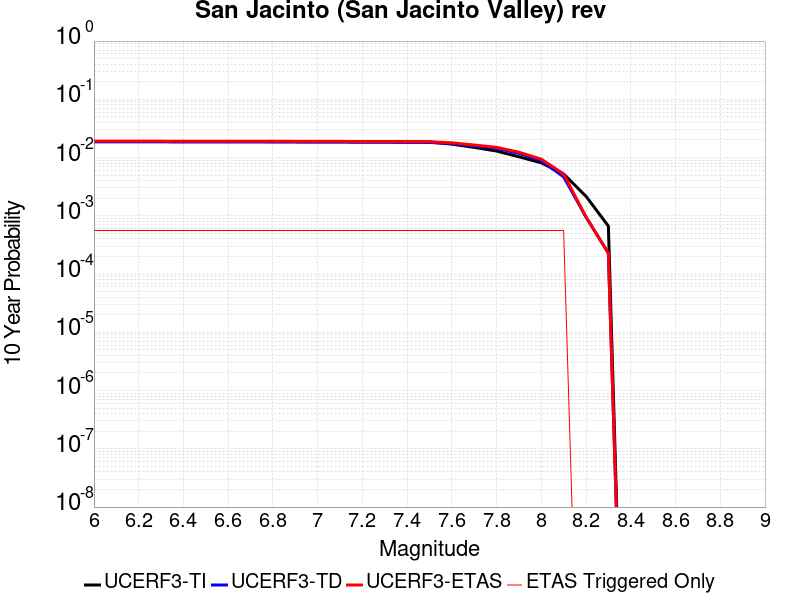 San Jacinto (San Jacinto Valley) rev
10 0
10 -1
10 -2
10 -3
10 -4
10 -5
10 -6
10 -7
10 -8
10 Year Probability
6 6.2 6.4 6.6 6.8 7 7.2 7.4 7.6 7.8 8 8.2 8.4 8.6 8.8 9
Magnitude
UCERF3-TI UCERF3-TD UCERF3-ETAS ETAS Triggered Only